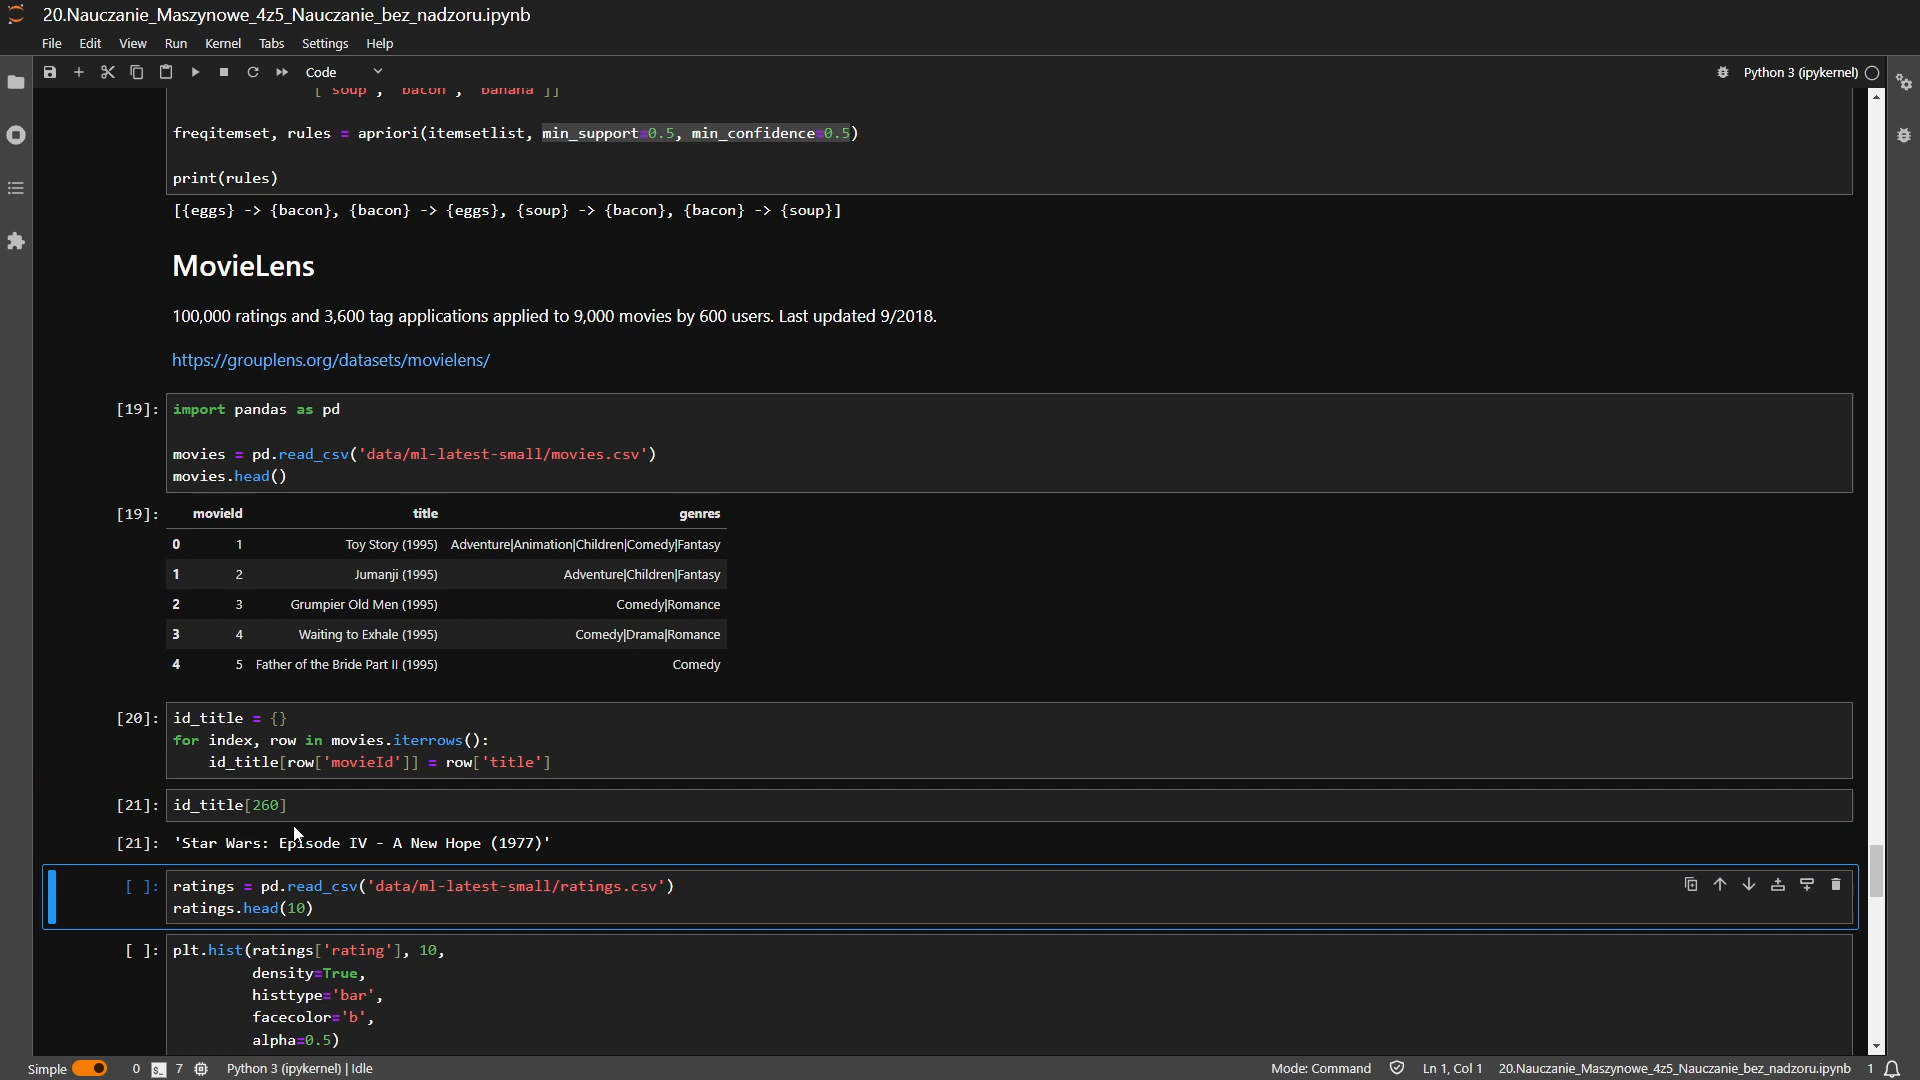 20.Nauczanie_Maszynowe_4z5_Nauczanie_bez_nadzoru.ipynb
File Edit View Run Kernel Tabs Settings Help
Code
Python 3 (ipykernel)
["soup", "bacon", "banana"]]
freqitemset, rules = apriori(itemsetlist, min_support=0.5, min_confidence=0.5)
print(rules)
[{eggs} -> {bacon}, {bacon} -> {eggs}, {soup} -> {bacon}, {bacon} -> {soup}]
MovieLens
100,000 ratings and 3,600 tag applications applied to 9,000 movies by 600 users. Last updated 9/2018.
https://grouplens.org/datasets/movielens/
[19]: import pandas as pd
movies = pd.read_csv('data/ml-latest-small/movies.csv')
movies.head()
[19]: movieId title genres
0 1 Toy Story (1995) Adventure|Animation|Children|Comedy|Fantasy
1 2 Jumanji (1995) Adventure|Children|Fantasy
2 3 Grumpier Old Men (1995) Comedy|Romance
3 4 Waiting to Exhale (1995) Comedy|Drama|Romance
4 5 Father of the Bride Part II (1995) Comedy
[20]: id_title = {}
for index, row in movies.iterrows():
id_title[row['movieId']] = row['title']
[21]: id_title[260]
[21]: 'Star Wars: Episode IV - A New Hope (1977)'
[ ]: ratings = pd.read_csv('data/ml-latest-small/ratings.csv')
ratings.head(10)
[ ]: plt.hist(ratings['rating'], 10,
density=True,
histtype='bar',
facecolor='b',
alpha=0.5)
Simple 0 $_ 7 Python 3 (ipykernel) | Idle Mode: Command Ln 1, Col 1 20.Nauczanie_Maszynowe_4z5_Nauczanie_bez_nadzoru.ipynb 1